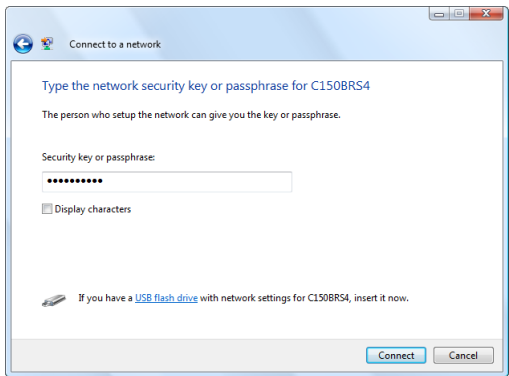 Connect to a network
Type the network security key or passphrase for C150BRS4
The person who setup the network can give you the key or passphrase.
Security key or passphrase:
••••••••••
Display characters
If you have a USB flash drive with network settings for C150BRS4, insert it now.
Connect
Cancel